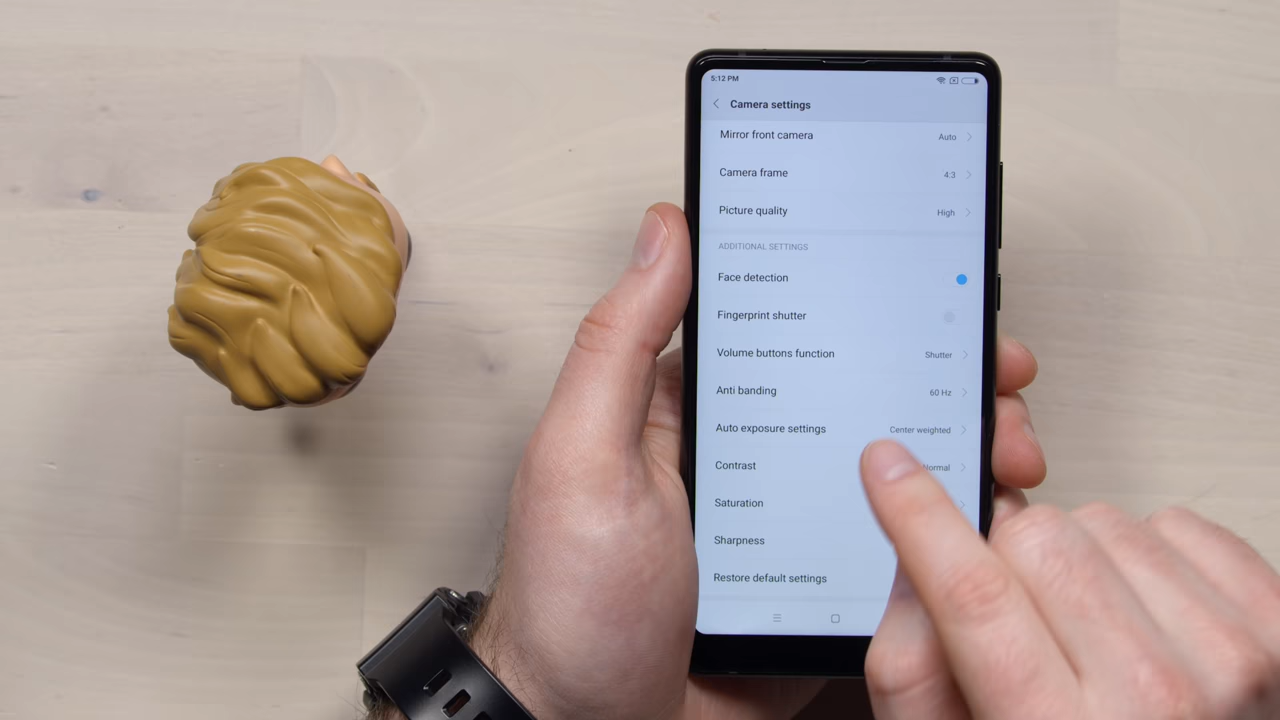 5:12 PM
Camera settings
Mirror front camera Auto
Camera frame 4:3
Picture quality High
ADDITIONAL SETTINGS
Face detection
Fingerprint shutter
Volume buttons function Shutter
Anti banding 60 Hz
Auto exposure settings Center weighted
Contrast Normal
Saturation
Sharpness
Restore default settings